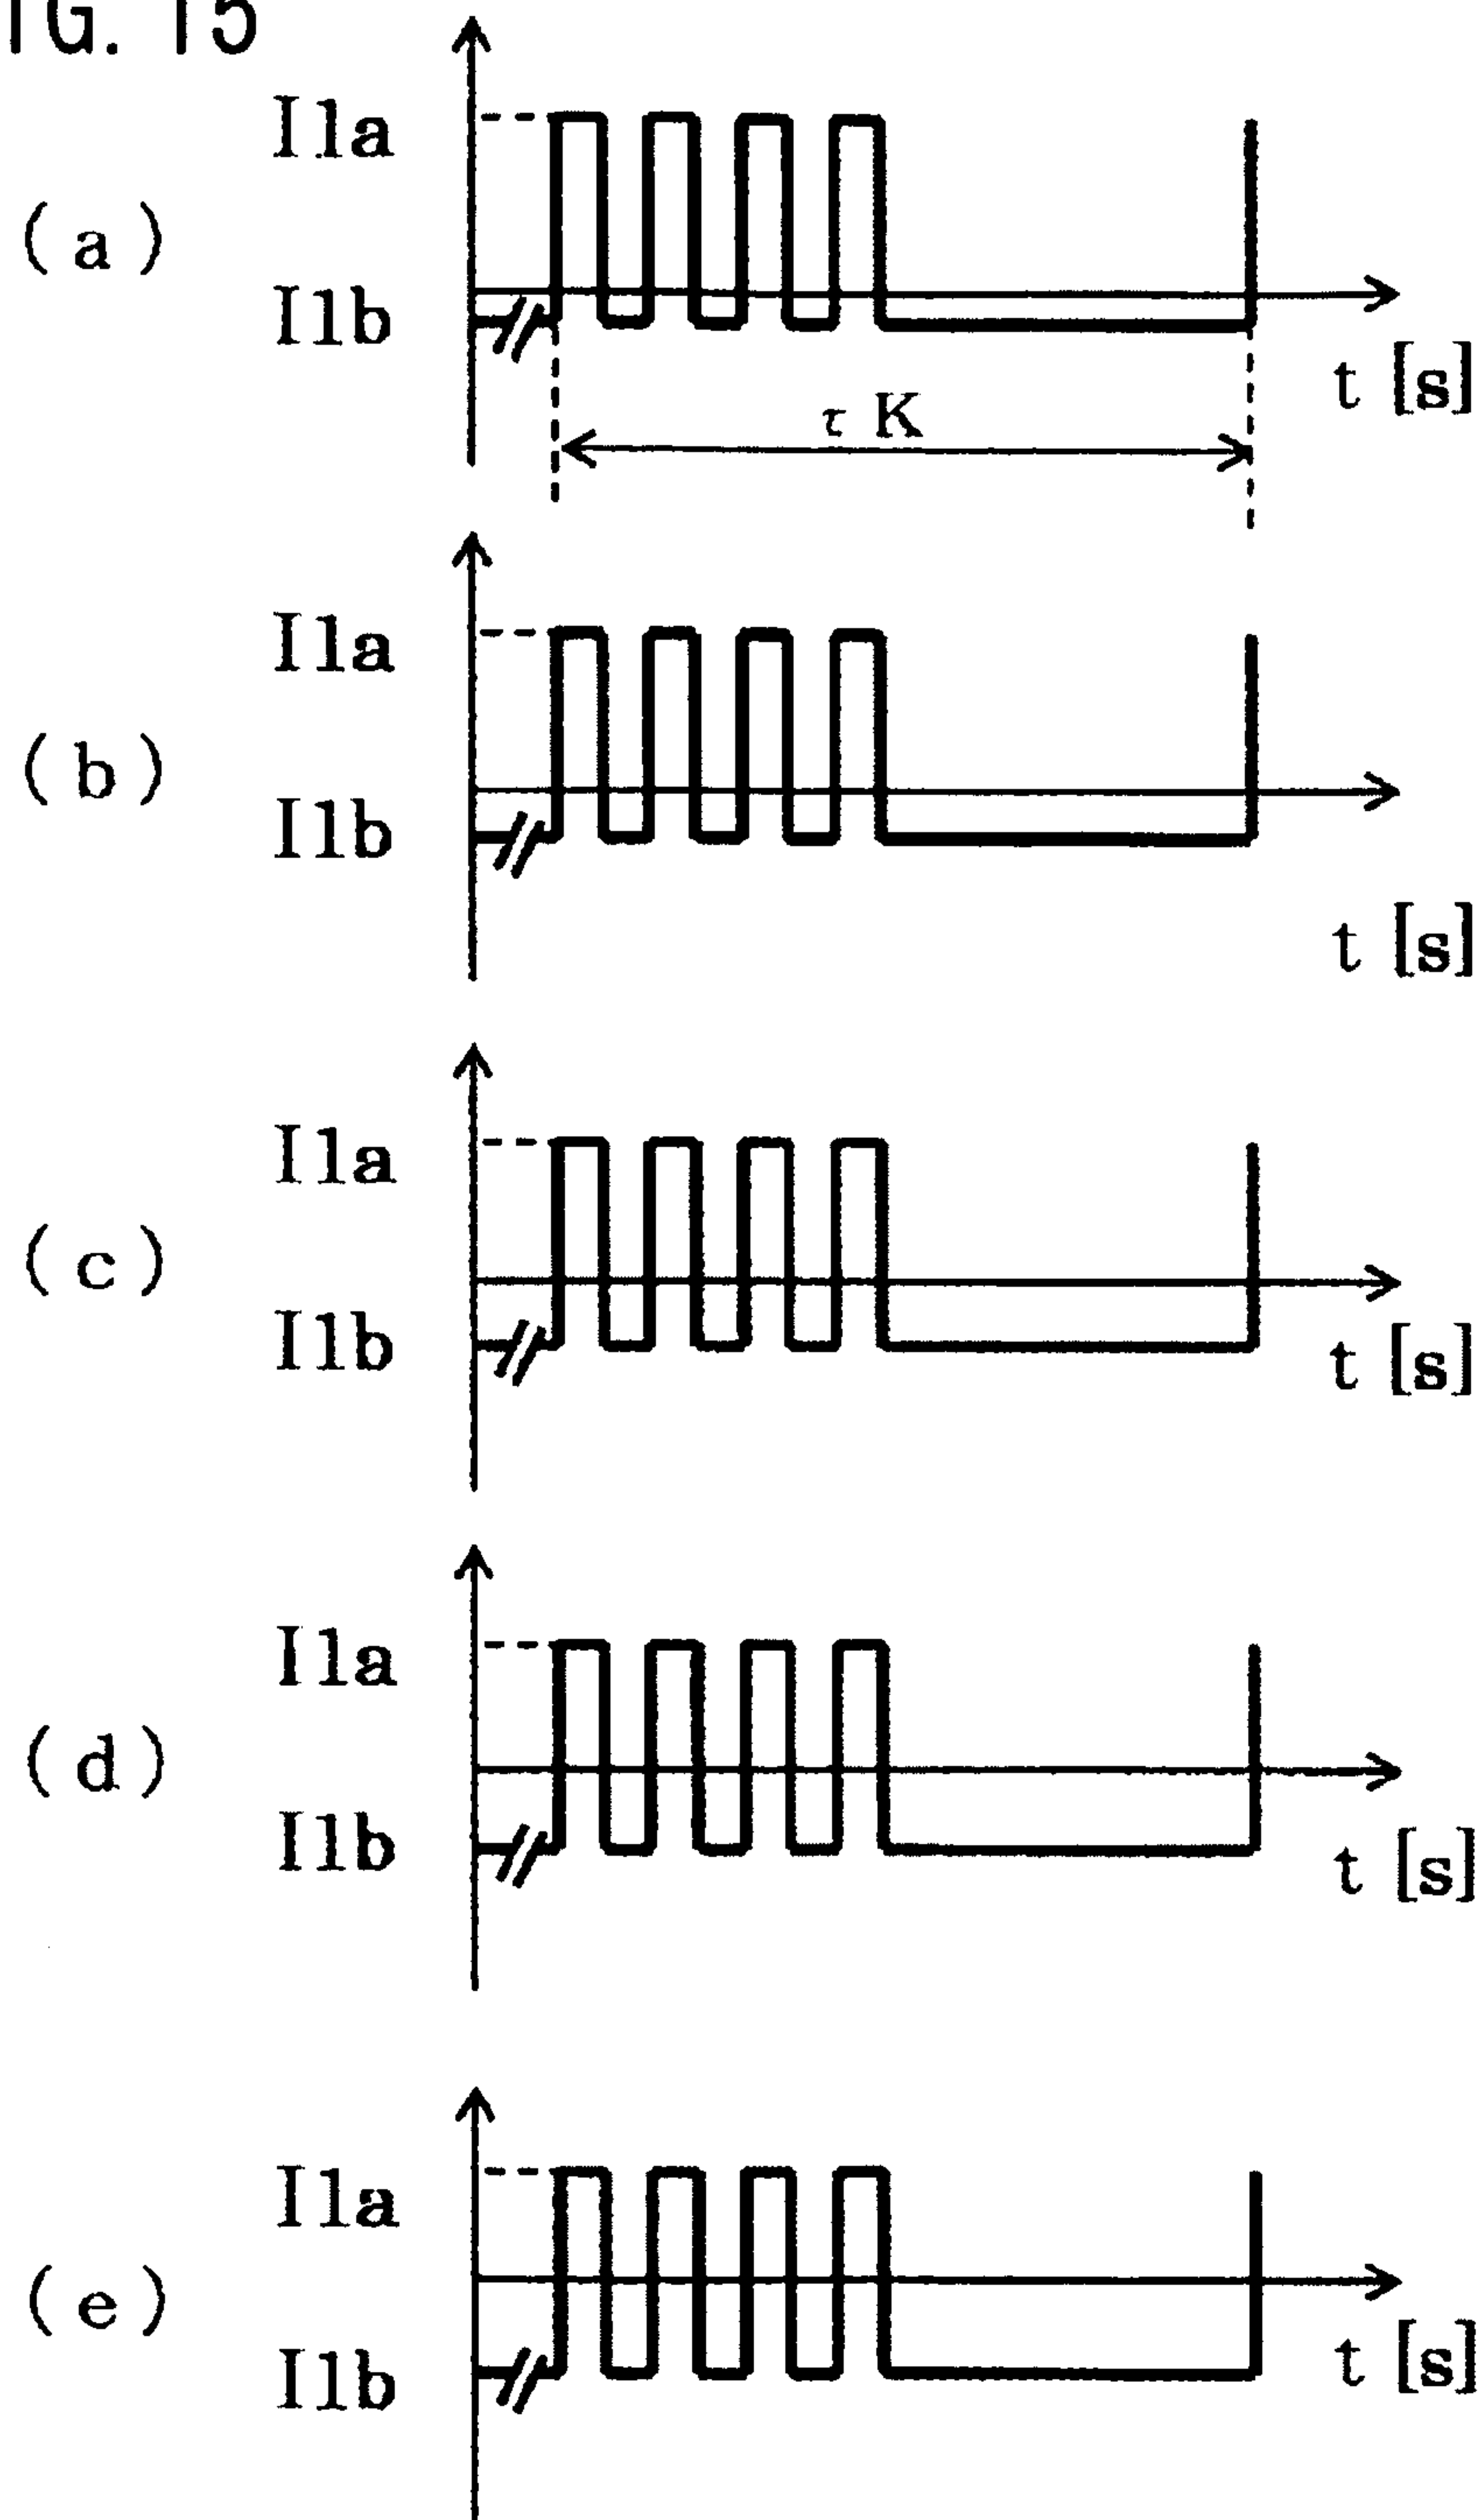 IG. 15
I1a
(a)
I1b
t [s]
τK
I1a
(b)
I1b
t [s]
I1a
(c)
I1b
t [s]
I1a
(d)
I1b
t [s]
I1a
(e)
I1b
t [s]